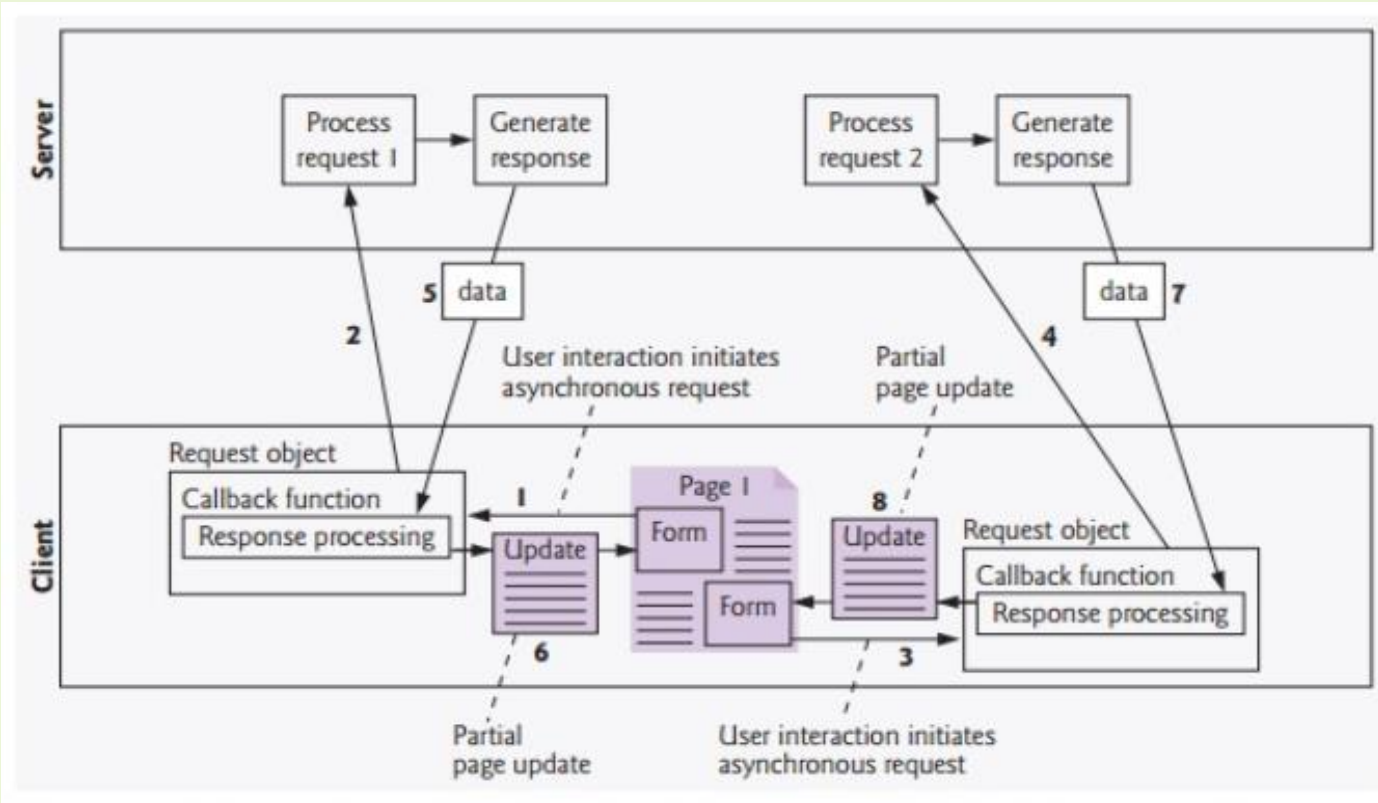 Server
Process
request 1
Generate
response
Process
request 2
Generate
response
5
data
data
7
2
4
User interaction initiates
asynchronous request
Partial
page update
Client
Request object
Callback function
Response processing
1
Update
Page 1
Form
Form
8
Update
Request object
Callback function
Response processing
6
3
Partial
page update
User interaction initiates
asynchronous request